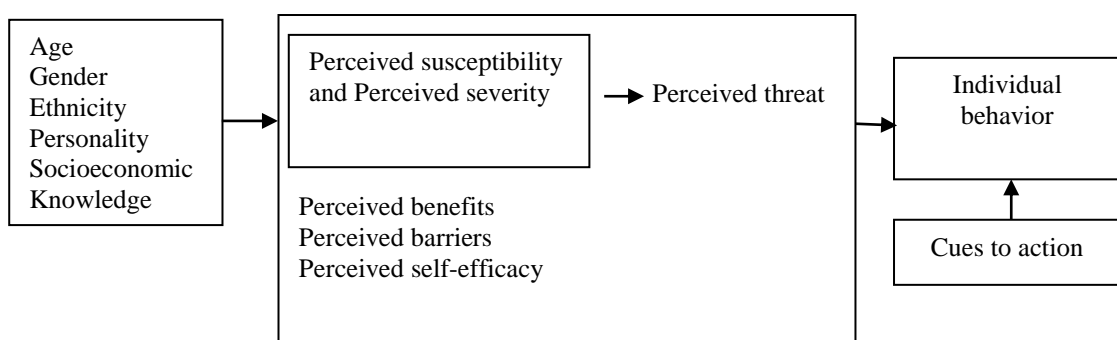 Age
Gender
Ethnicity
Personality
Socioeconomic
Knowledge
Perceived susceptibility
and Perceived severity
Perceived threat
Perceived benefits
Perceived barriers
Perceived self-efficacy
Individual
behavior
Cues to action